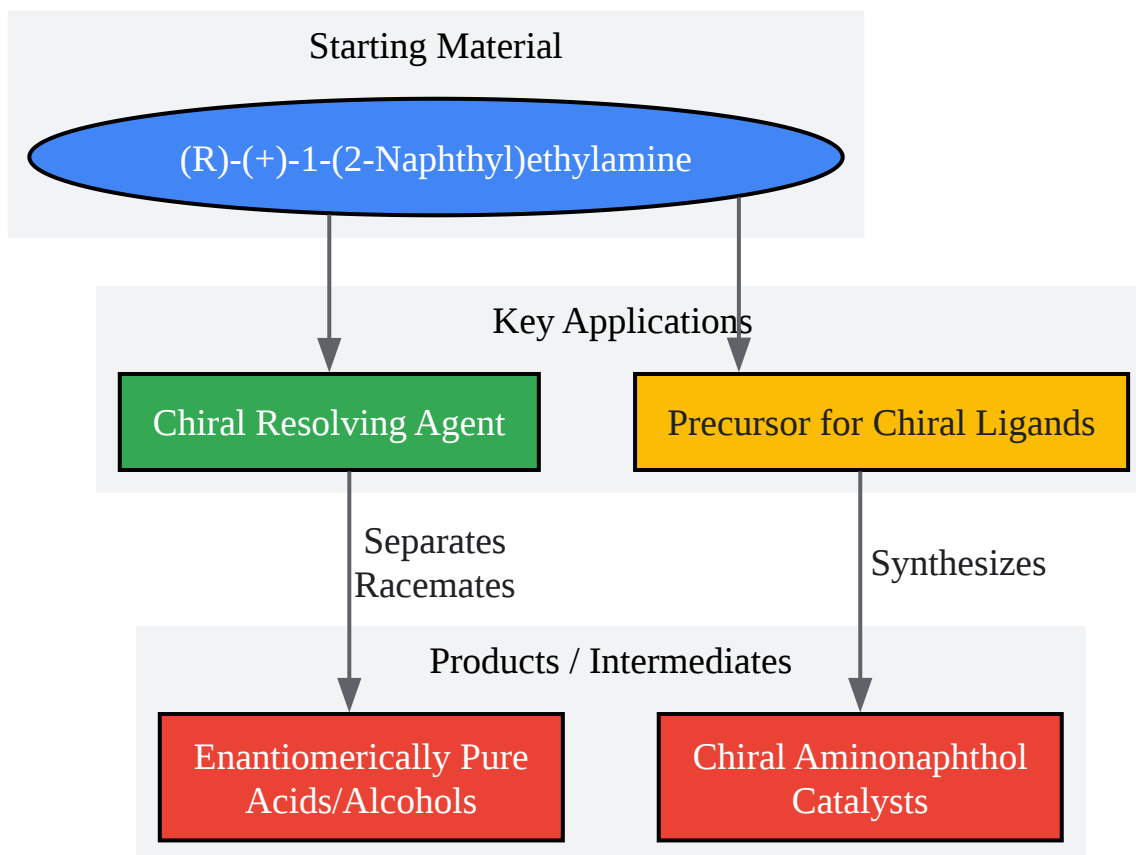 Starting Material
(R)-(+)-1-(2-Naphthyl)ethylamine
Key Applications
Chiral Resolving Agent
Precursor for Chiral Ligands
Separates
Racemates
Synthesizes
Products / Intermediates
Enantiomerically Pure
Acids/Alcohols
Chiral Aminonaphthol
Catalysts